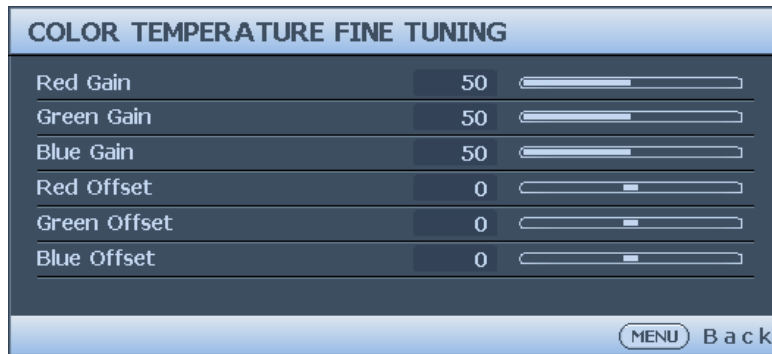 COLOR TEMPERATURE FINE TUNING
Red Gain 50
Green Gain 50
Blue Gain 50
Red Offset 0
Green Offset 0
Blue Offset 0
MENU Back